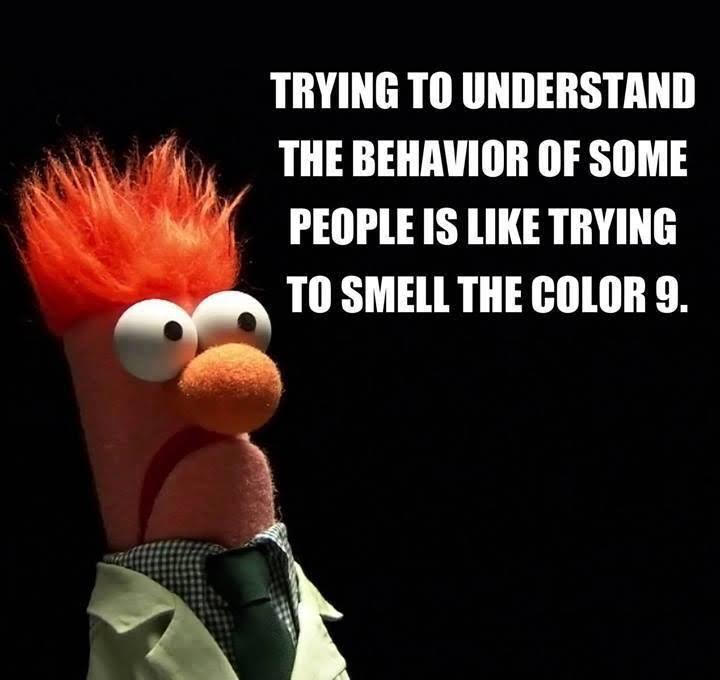 TRYING TO UNDERSTAND
THE BEHAVIOR OF SOME
PEOPLE IS LIKE TRYING
TO SMELL THE COLOR 9.